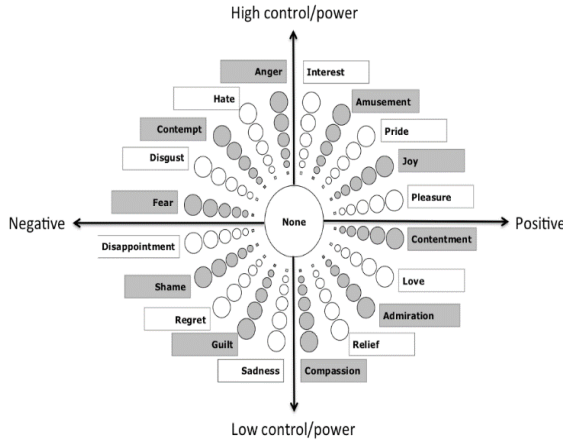 High control/power
Anger
Interest
Hate
Amusement
Contempt
Pride
Disgust
Joy
Fear
Pleasure
Negative
None
Positive
Disappointment
Contentment
Shame
Love
Regret
Admiration
Guilt
Relief
Sadness
Compassion
Low control/power